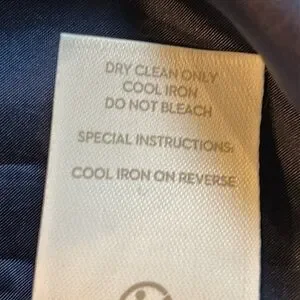 DRY CLEAN ONLY
COOL IRON
DO NOT BLEACH
SPECIAL INSTRUCTIONS:
COOL IRON ON REVERSE